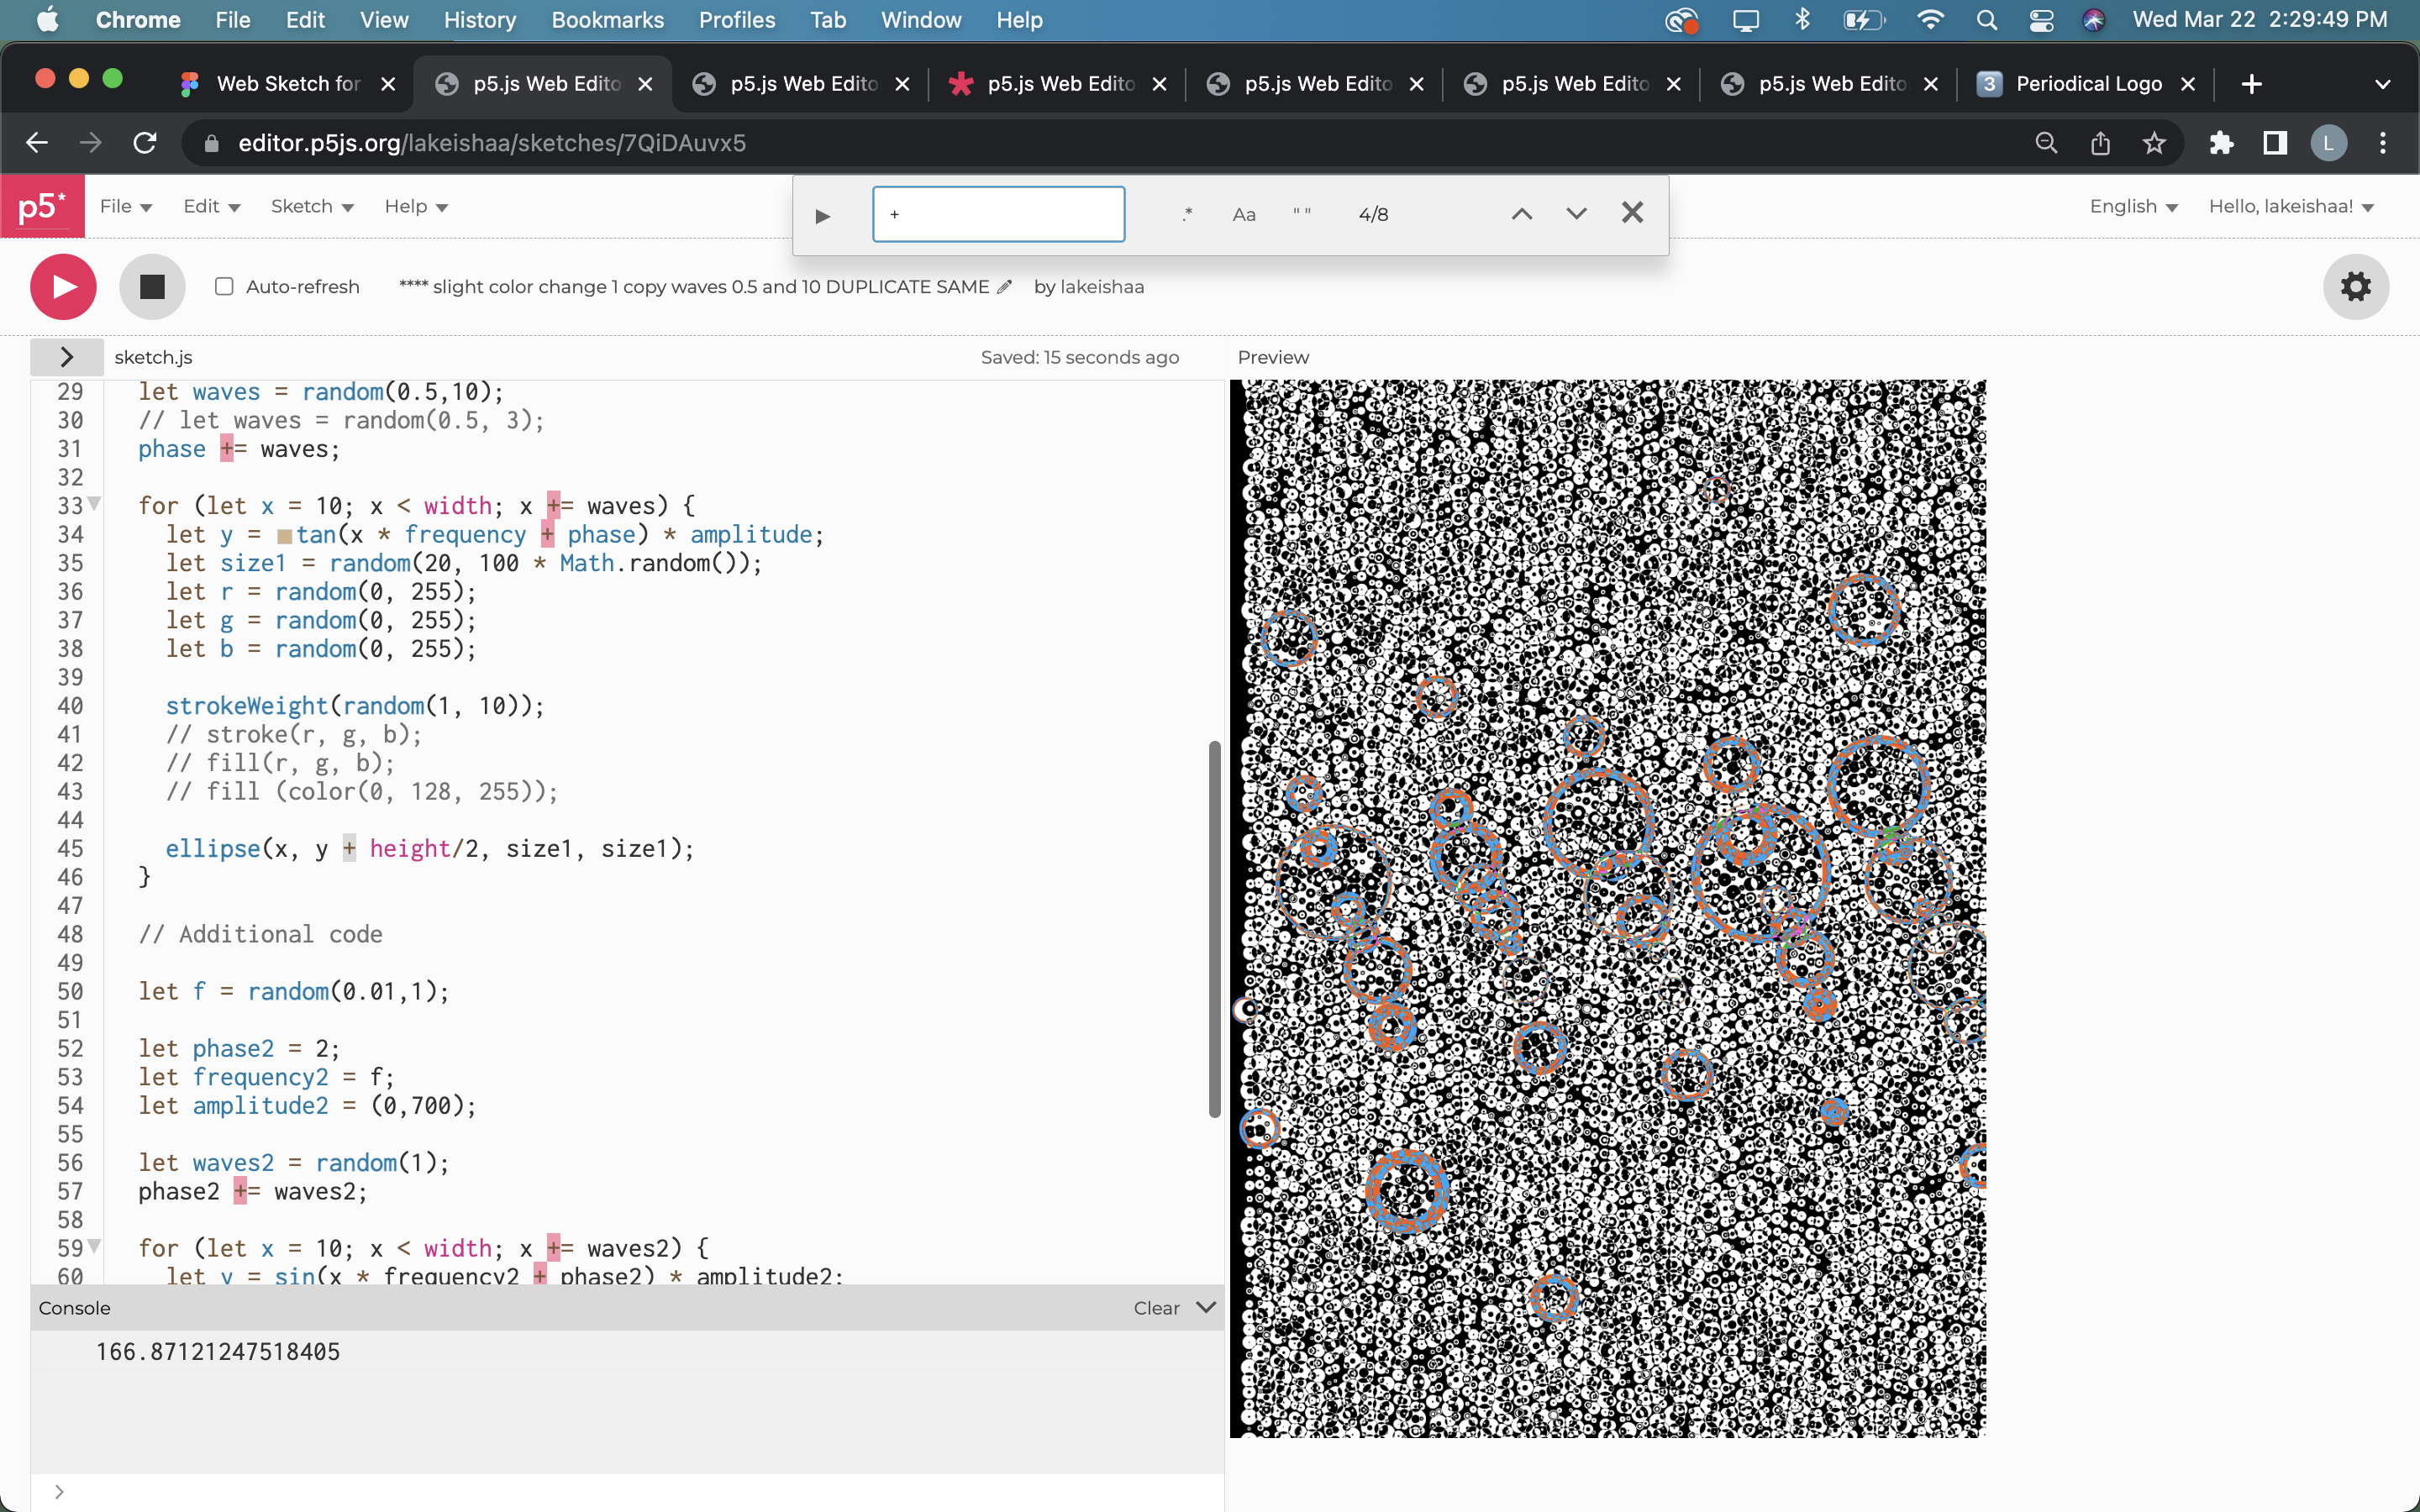 Chrome File Edit View History Bookmarks Profiles Tab Window Help Wed Mar 22 2:29:49 PM
Web Sketch for p5.js Web Edito p5.js Web Edito p5.js Web Edito p5.js Web Edito p5.js Web Edito p5.js Web Edito 3 Periodical Logo
editor.p5js.org/lakeishaa/sketches/7QiDAuvx5 L
p5* File Edit Sketch Help + .* Aa " " 4/8 English Hello, lakeishaa!
Auto-refresh **** slight color change 1 copy waves 0.5 and 10 DUPLICATE SAME by lakeishaa
sketch.js Saved: 15 seconds ago Preview
29 let waves = random(0.5,10);
30 // let waves = random(0.5, 3);
31 phase += waves;
32
33 for (let x = 10; x < width; x += waves) {
34 let y = tan(x * frequency + phase) * amplitude;
35 let size1 = random(20, 100 * Math.random());
36 let r = random(0, 255);
37 let g = random(0, 255);
38 let b = random(0, 255);
39
40 strokeWeight(random(1, 10));
41 // stroke(r, g, b);
42 // fill(r, g, b);
43 // fill (color(0, 128, 255));
44
45 ellipse(x, y + height/2, size1, size1);
46 }
47
48 // Additional code
49
50 let f = random(0.01,1);
51
52 let phase2 = 2;
53 let frequency2 = f;
54 let amplitude2 = (0,700);
55
56 let waves2 = random(1);
57 phase2 += waves2;
58
59 for (let x = 10; x < width; x += waves2) {
60 let y = sin(x * frequency2 + phase2) * amplitude2;
Console Clear
166.87121247518405
>